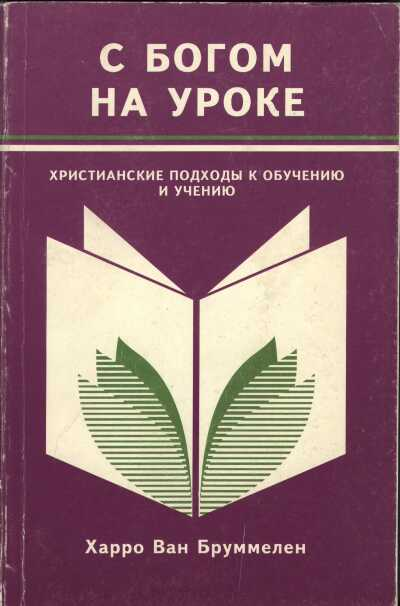 С БОГОМ
НА УРОКЕ
ХРИСТИАНСКИЕ ПОДХОДЫ К ОБУЧЕНИЮ
И УЧЕНИЮ
Харро Ван Бруммелен